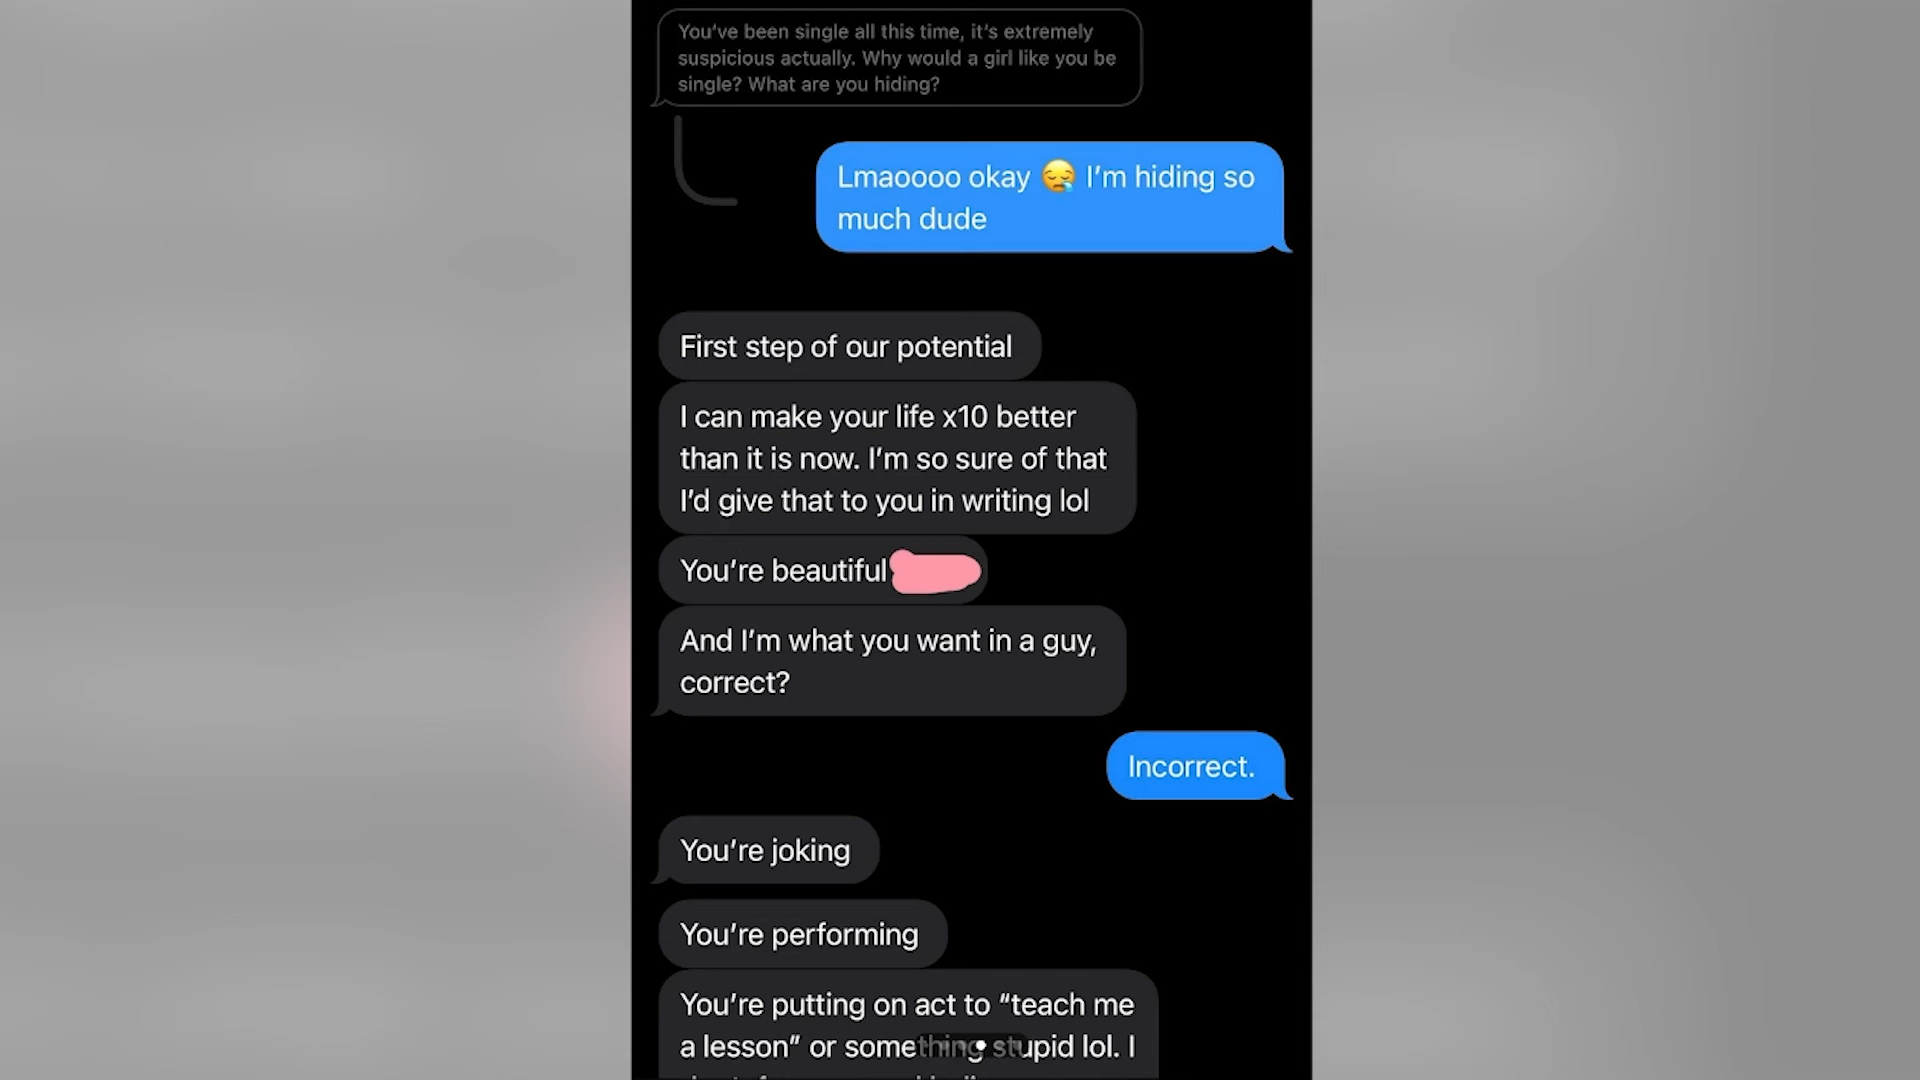 You've been single all this time, it's extremely
suspicious actually. Why would a girl like you be
single? What are you hiding?
Lmaoooo okay 😪 I'm hiding so
much dude
First step of our potential
I can make your life x10 better
than it is now. I'm so sure of that
I'd give that to you in writing lol
You're beautiful
And I'm what you want in a guy,
correct?
Incorrect.
You're joking
You're performing
You're putting on act to “teach me
a lesson” or something stupid lol. I